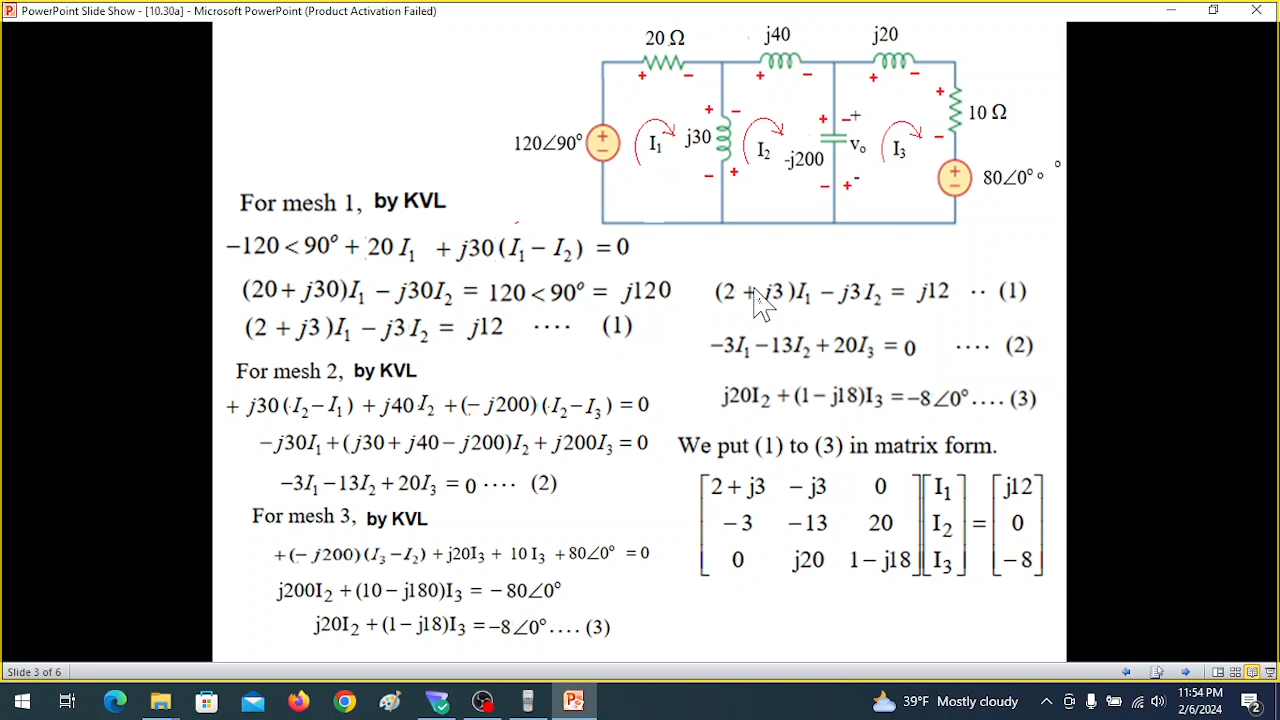 PowerPoint Slide Show - [10.30a] - Microsoft PowerPoint (Product Activation Failed)
20 Ω
j40
j20
+ − + − + −
120∠90°
+ −
I₁
+ −
j30
− +
I₂
+ −
-j200
−+
vₒ
+ -
I₃
+ −
10 Ω
+ −
80∠0° o
o
For mesh 1, by KVL
−120 < 90° + 20 I₁ + j30 (I₁ − I₂) = 0
(20+ j30)I₁ − j30I₂ = 120 < 90° = j120
(2 + j3 )I₁ − j3 I₂ = j12 ···· (1)
For mesh 2, by KVL
+ j30 (I₂−I₁) + j40 I₂ +(− j200) (I₂−I₃) = 0
−j30I₁ + (j30 + j40 − j200)I₂ + j200I₃ = 0
−3I₁ −13I₂ + 20I₃ = 0 ···· (2)
For mesh 3, by KVL
+(− j200) (I₃ −I₂) + j20I₃ + 10 I₃ +80∠0° = 0
j200I₂ + (10 − j180)I₃ = − 80∠0°
j20I₂ + (1− j18)I₃ = −8∠0° .... (3)
(2 + j3 )I₁ − j3 I₂ = j12 ·· (1)
−3I₁ −13I₂ + 20I₃ = 0 ···· (2)
j20I₂ + (1− j18)I₃ = −8∠0° .... (3)
We put (1) to (3) in matrix form.
[2 + j3 − j3 0] [I₁] [j12]
[−3 −13 20] [I₂] = [0]
[0 j20 1− j18] [I₃] [−8]
Slide 3 of 6
39°F Mostly cloudy
11:54 PM
2/6/2024
2